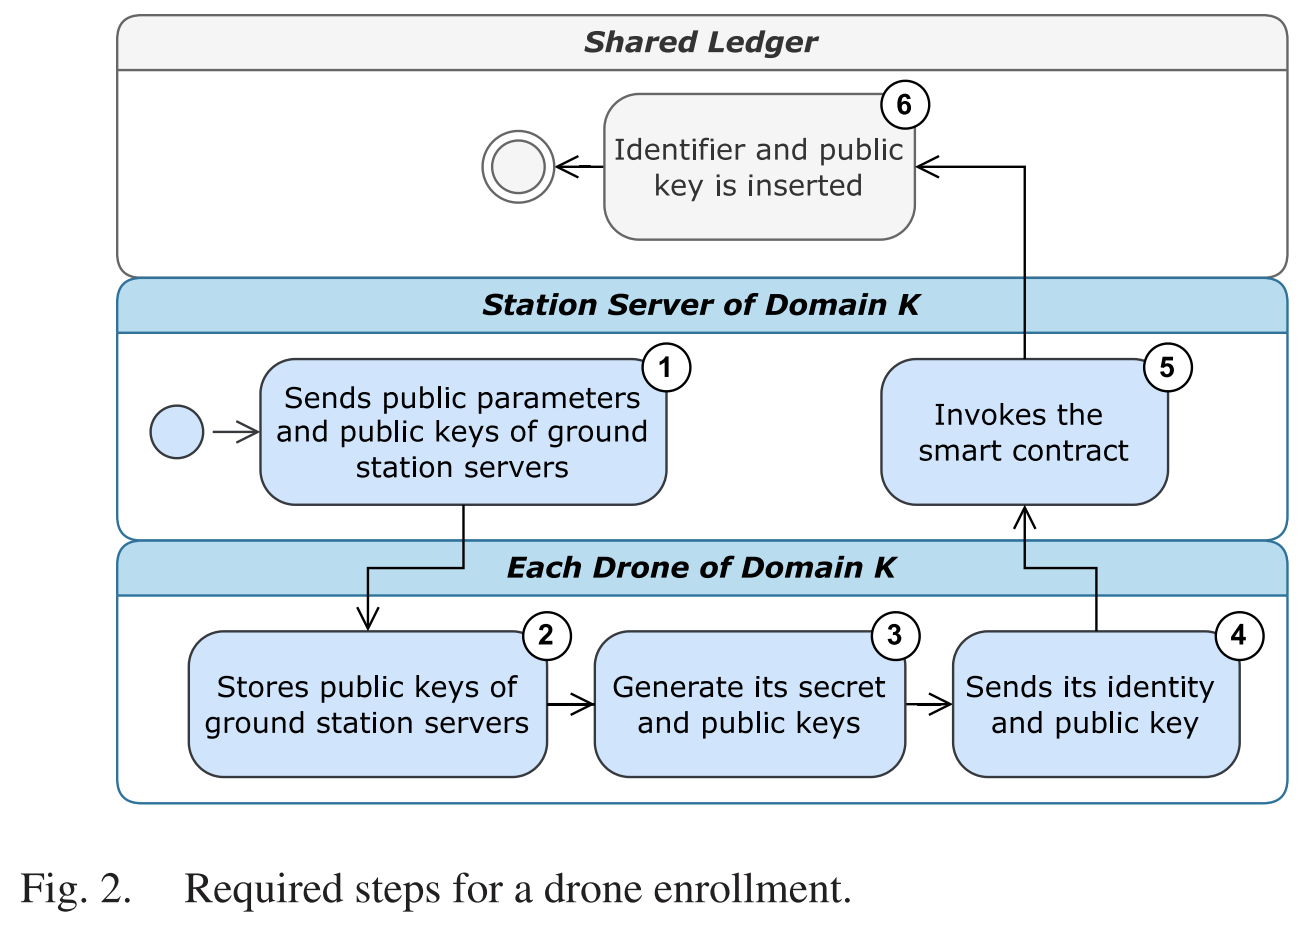 Shared Ledger
6
Identifier and public
key is inserted
Station Server of Domain K
1
Sends public parameters
and public keys of ground
station servers
5
Invokes the
smart contract
Each Drone of Domain K
2
Stores public keys of
ground station servers
3
Generate its secret
and public keys
4
Sends its identity
and public key
Fig. 2. Required steps for a drone enrollment.